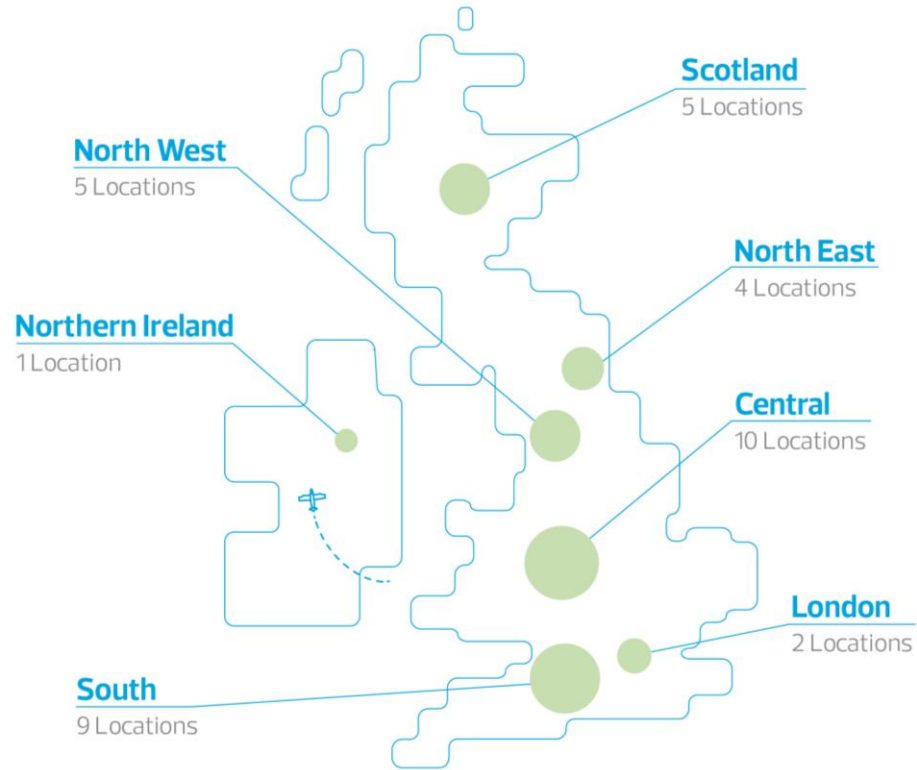 Scotland
5 Locations
North West
5 Locations
North East
4 Locations
Northern Ireland
1 Location
Central
10 Locations
London
2 Locations
South
9 Locations